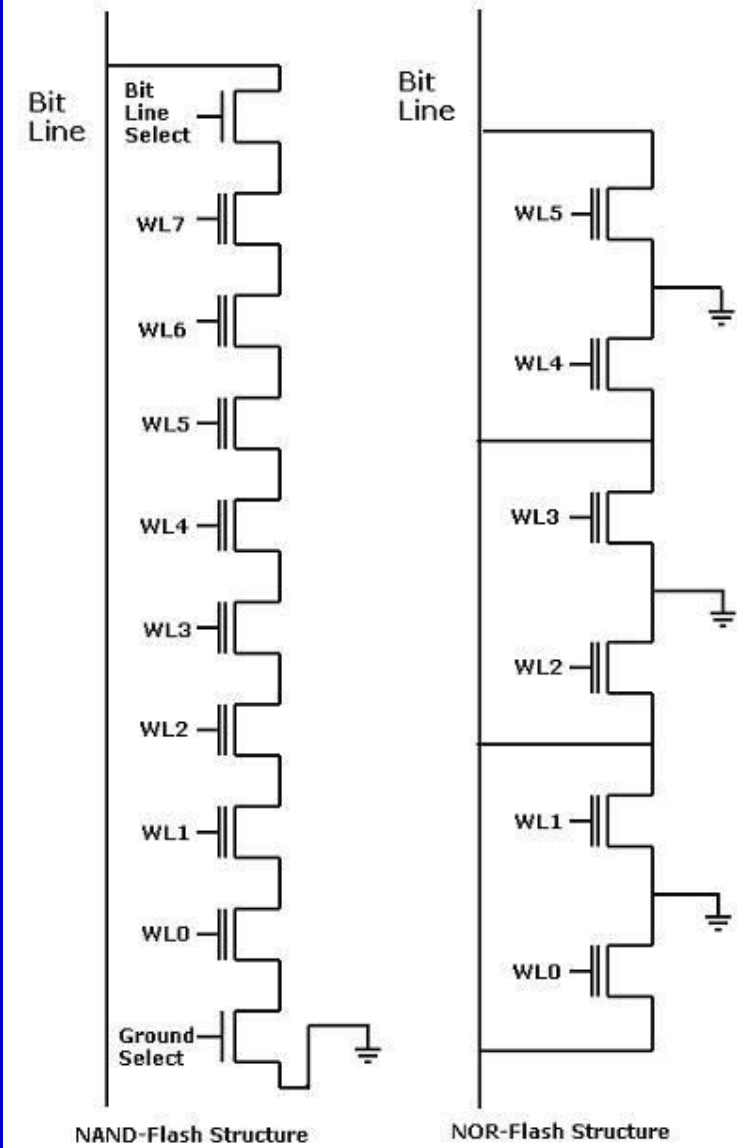 Bit
Line
Bit
Line
Select
WL7
WL6
WL5
WL4
WL3
WL2
WL1
WL0
Ground
Select
NAND-Flash Structure
Bit
Line
WL5
WL4
WL3
WL2
WL1
WL0
NOR-Flash Structure